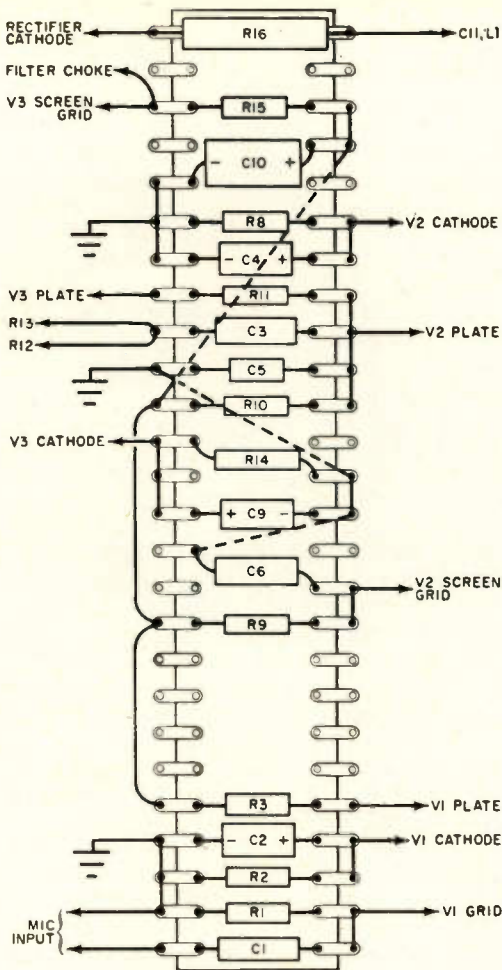 RECTIFIER
CATHODE
R16
C11, L1
FILTER CHOKE
V3 SCREEN
GRID
R15
- C10 +
R8
V2 CATHODE
- C4 +
V3 PLATE
R11
R13
R12
C3
V2 PLATE
C5
R10
V3 CATHODE
R14
+ C9 -
C6
V2 SCREEN
GRID
R9
R3
V1 PLATE
- C2 +
V1 CATHODE
R2
R1
V1 GRID
MIC
INPUT
C1